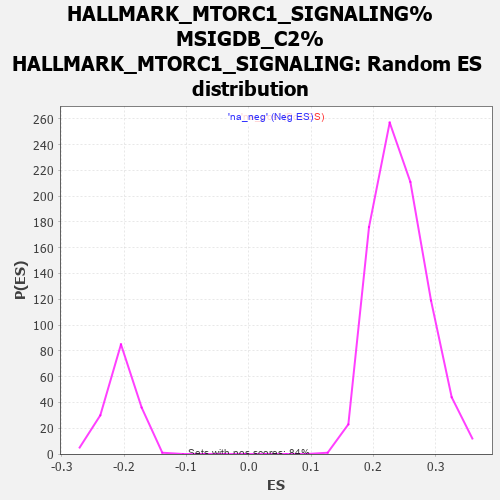 HALLMARK_MTORC1_SIGNALING%
MSIGDB_C2%
HALLMARK_MTORC1_SIGNALING: Random ES
distribution
'na_neg' (Neg ES)S)
260
240
220
200
180
160
140
120
100
80
60
40
20
0
P(ES)
Sets with pos scores: 84%
-0.3 -0.2 -0.1 0.0 0.1 0.2 0.3
ES